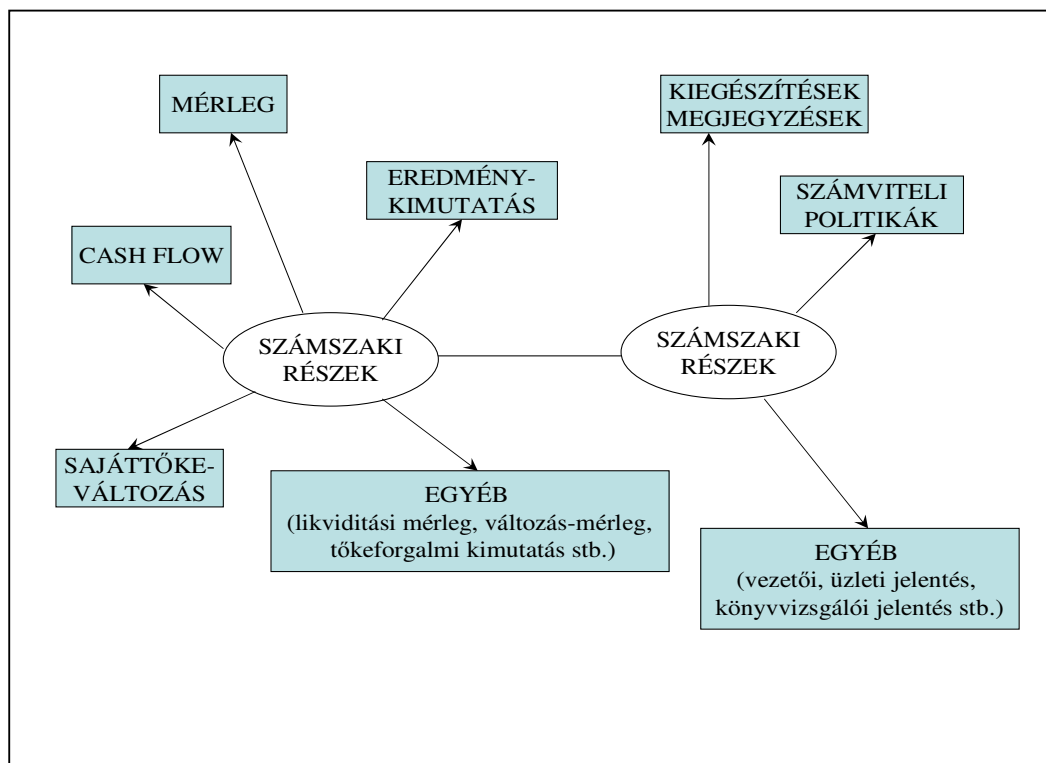 MÉRLEG
KIEGÉSZÍTÉSEK
MEGJEGYZÉSEK
EREDMÉNY-
KIMUTATÁS
SZÁMVITELI
POLITIKÁK
CASH FLOW
SZÁMSZAKI
RÉSZEK
SZÁMSZAKI
RÉSZEK
SAJÁTTŐKE-
VÁLTOZÁS
EGYÉB
(likviditási mérleg, változás-mérleg,
tőkeforgalmi kimutatás stb.)
EGYÉB
(vezetői, üzleti jelentés,
könyvvizsgálói jelentés stb.)